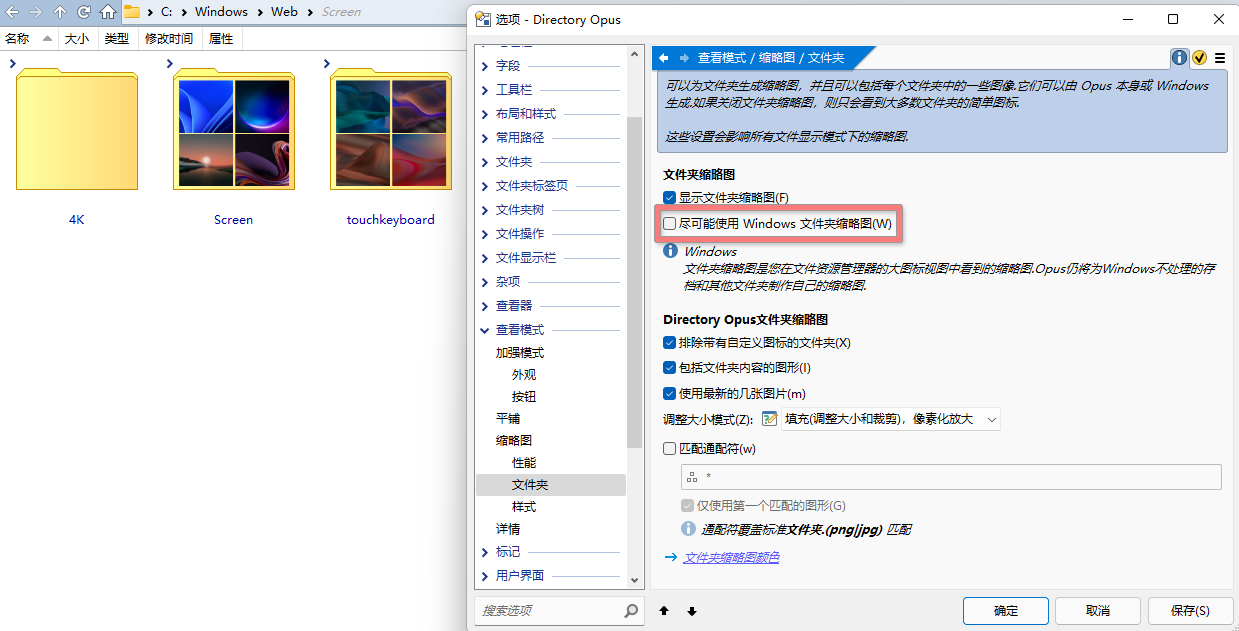 C: Windows Web Screen
名称 大小 类型 修改时间 属性
4K Screen touchkeyboard
选项 - Directory Opus
字段
工具栏
布局和样式
常用路径
文件夹
文件夹标签页
文件夹树
文件操作
文件显示栏
杂项
查看器
查看模式
加强模式
外观
按钮
平铺
缩略图
性能
文件夹
样式
详情
标记
用户界面
搜索选项
查看模式 / 缩略图 / 文件夹
可以为文件夹生成缩略图，并且可以包括每个文件夹中的一些图像.它们可以由 Opus 本身或 Windows
生成.如果关闭文件夹缩略图，则只会看到大多数文件夹的简单图标.
这些设置会影响所有文件显示模式下的缩略图.
文件夹缩略图
显示文件夹缩略图(F)
尽可能使用 Windows 文件夹缩略图(W)
Windows
文件夹缩略图是您在文件资源管理器的大图标视图中看到的缩略图.Opus仍将为Windows不处理的存
档和其他文件夹制作自己的缩略图.
Directory Opus文件夹缩略图
排除带有自定义图标的文件夹(X)
包括文件夹内容的图形(I)
使用最新的几张图片(m)
调整大小模式(Z): 填充(调整大小和裁剪)，像素化放大
匹配通配符(w)
*
仅使用第一个匹配的图形(G)
通配符覆盖标准文件夹.(png|jpg) 匹配
文件夹缩略图颜色
确定 取消 保存(S)